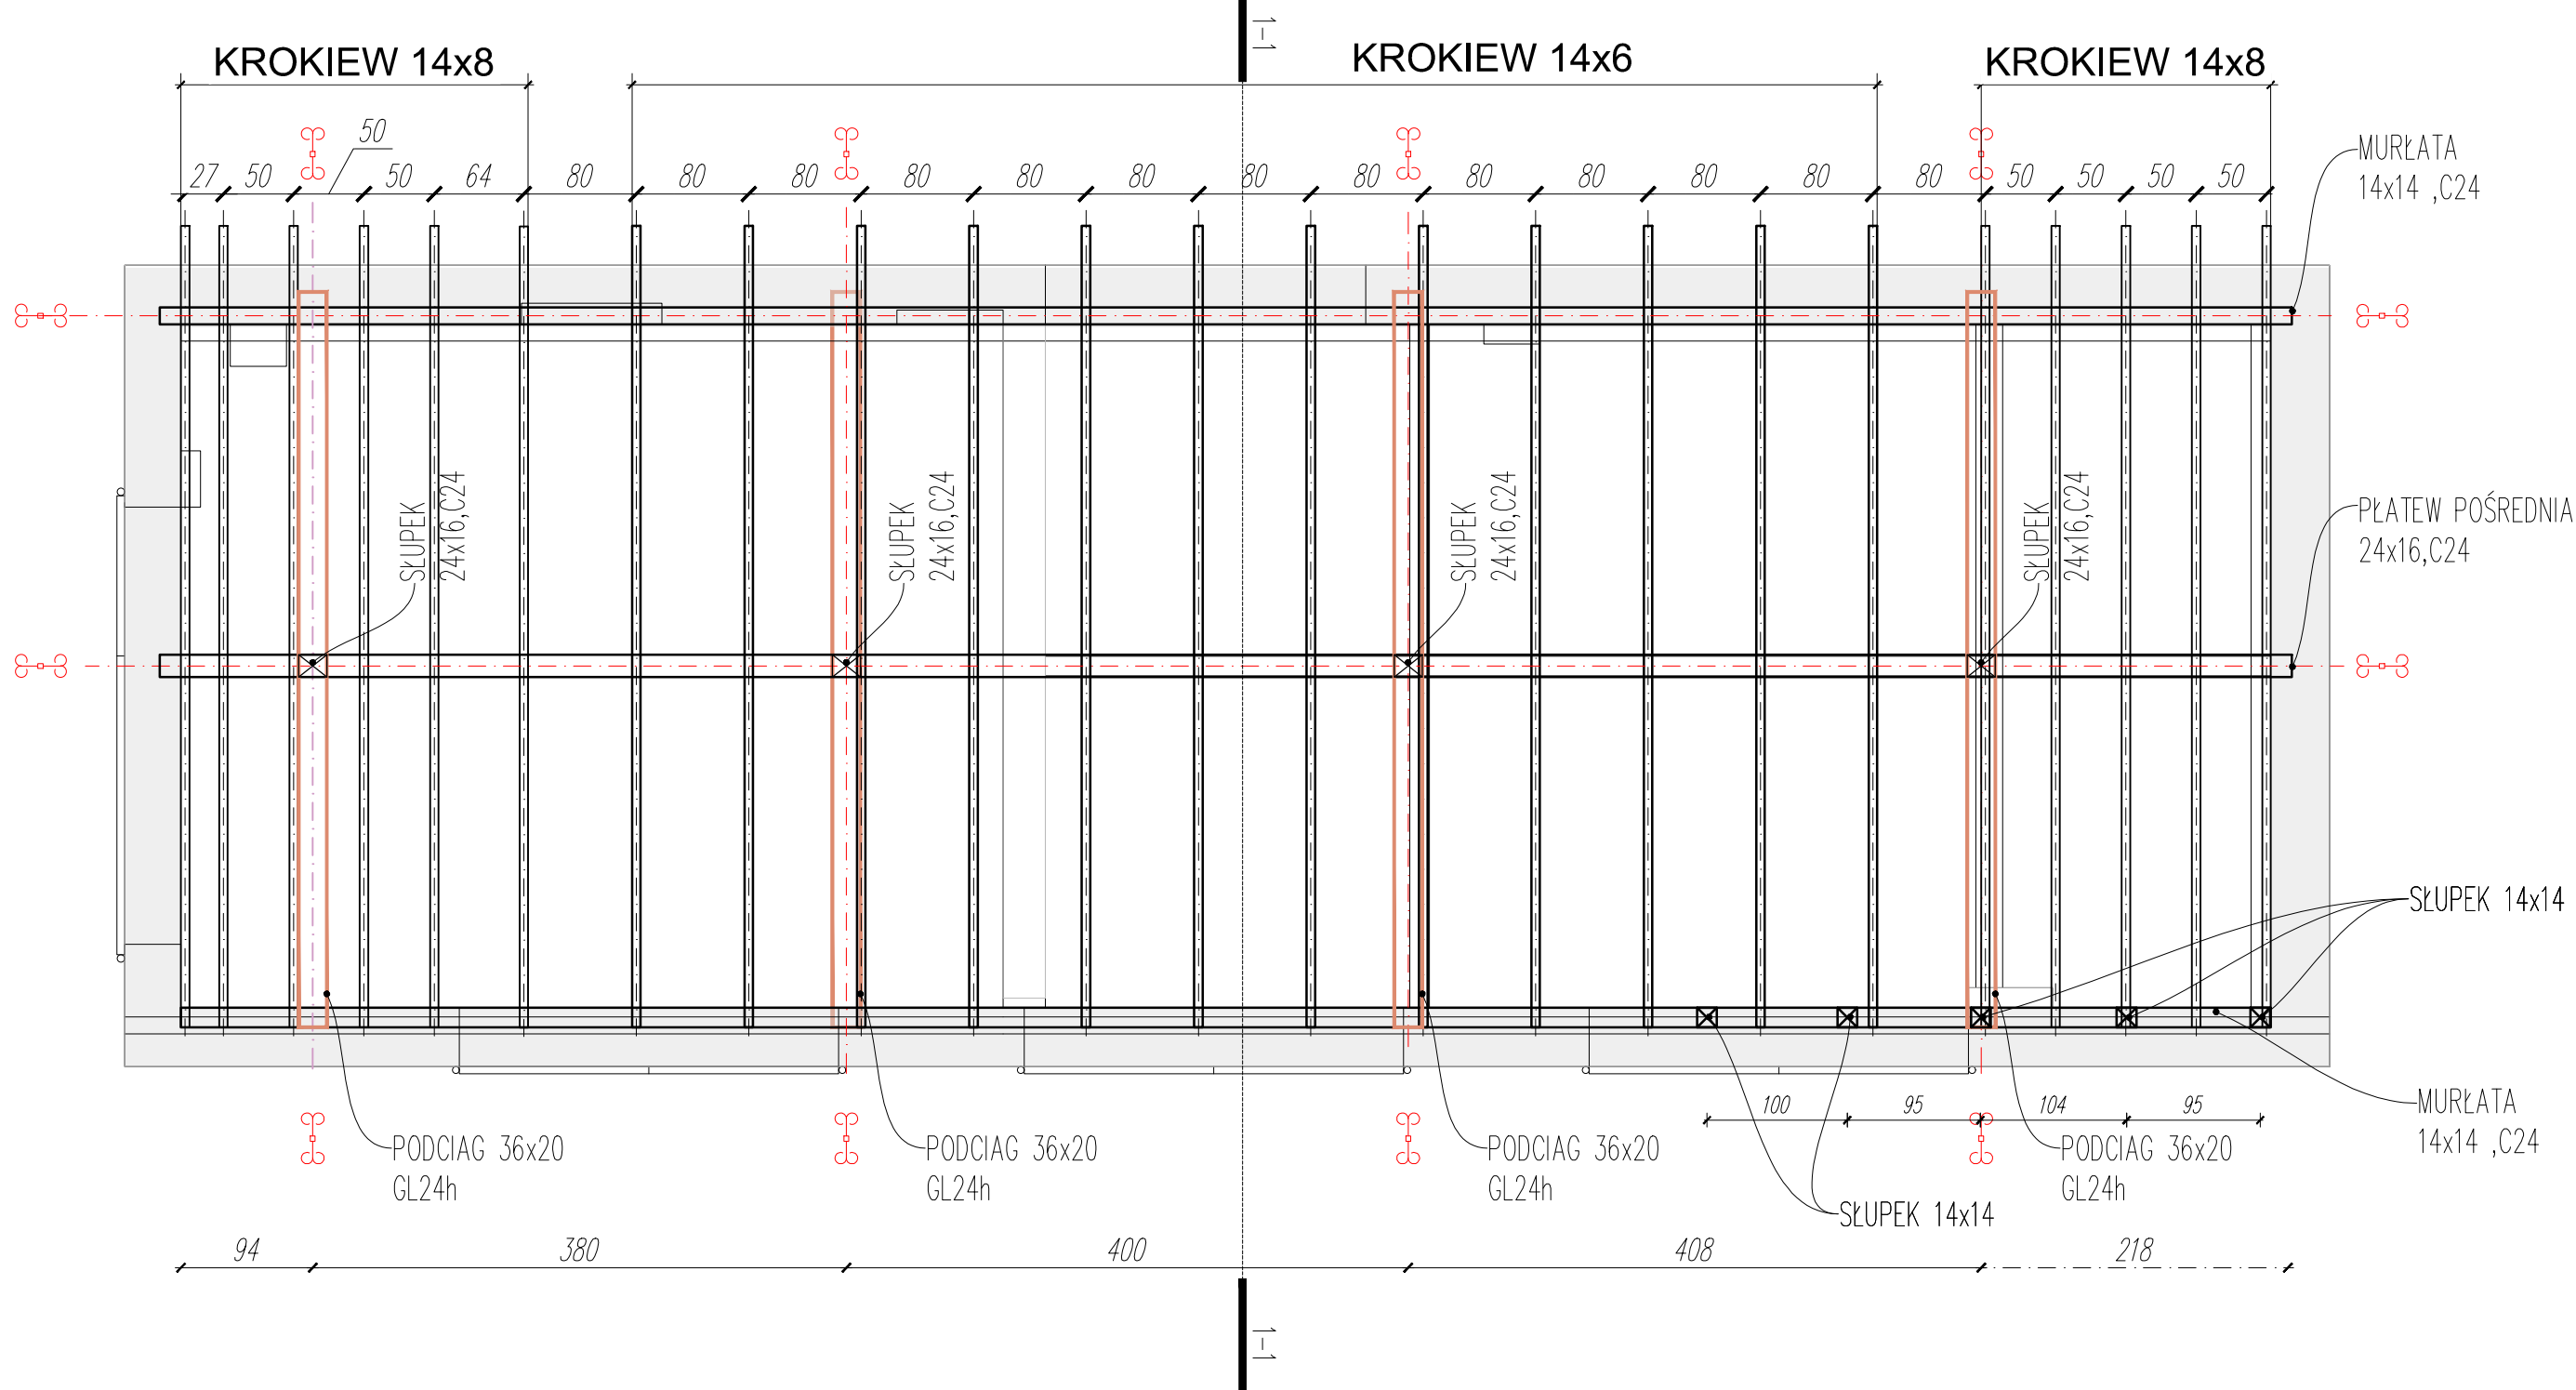 1-1
KROKIEW 14x8
KROKIEW 14x6
KROKIEW 14x8
50
27 50 50 64 80 80 80 80 80 80 80 80 80 80 80 80 80 50 50 50 50
MURŁATA
14x14 ,C24
SŁUPEK
24x16,C24
SŁUPEK
24x16,C24
SŁUPEK
24x16,C24
SŁUPEK
24x16,C24
PŁATEW POŚREDNIA
24x16,C24
SŁUPEK 14x14
MURŁATA
14x14 ,C24
100 95 104 95
PODCIAG 36x20
GL24h
PODCIAG 36x20
GL24h
PODCIAG 36x20
GL24h
PODCIAG 36x20
GL24h
SŁUPEK 14x14
94 380 400 408 218
1-1